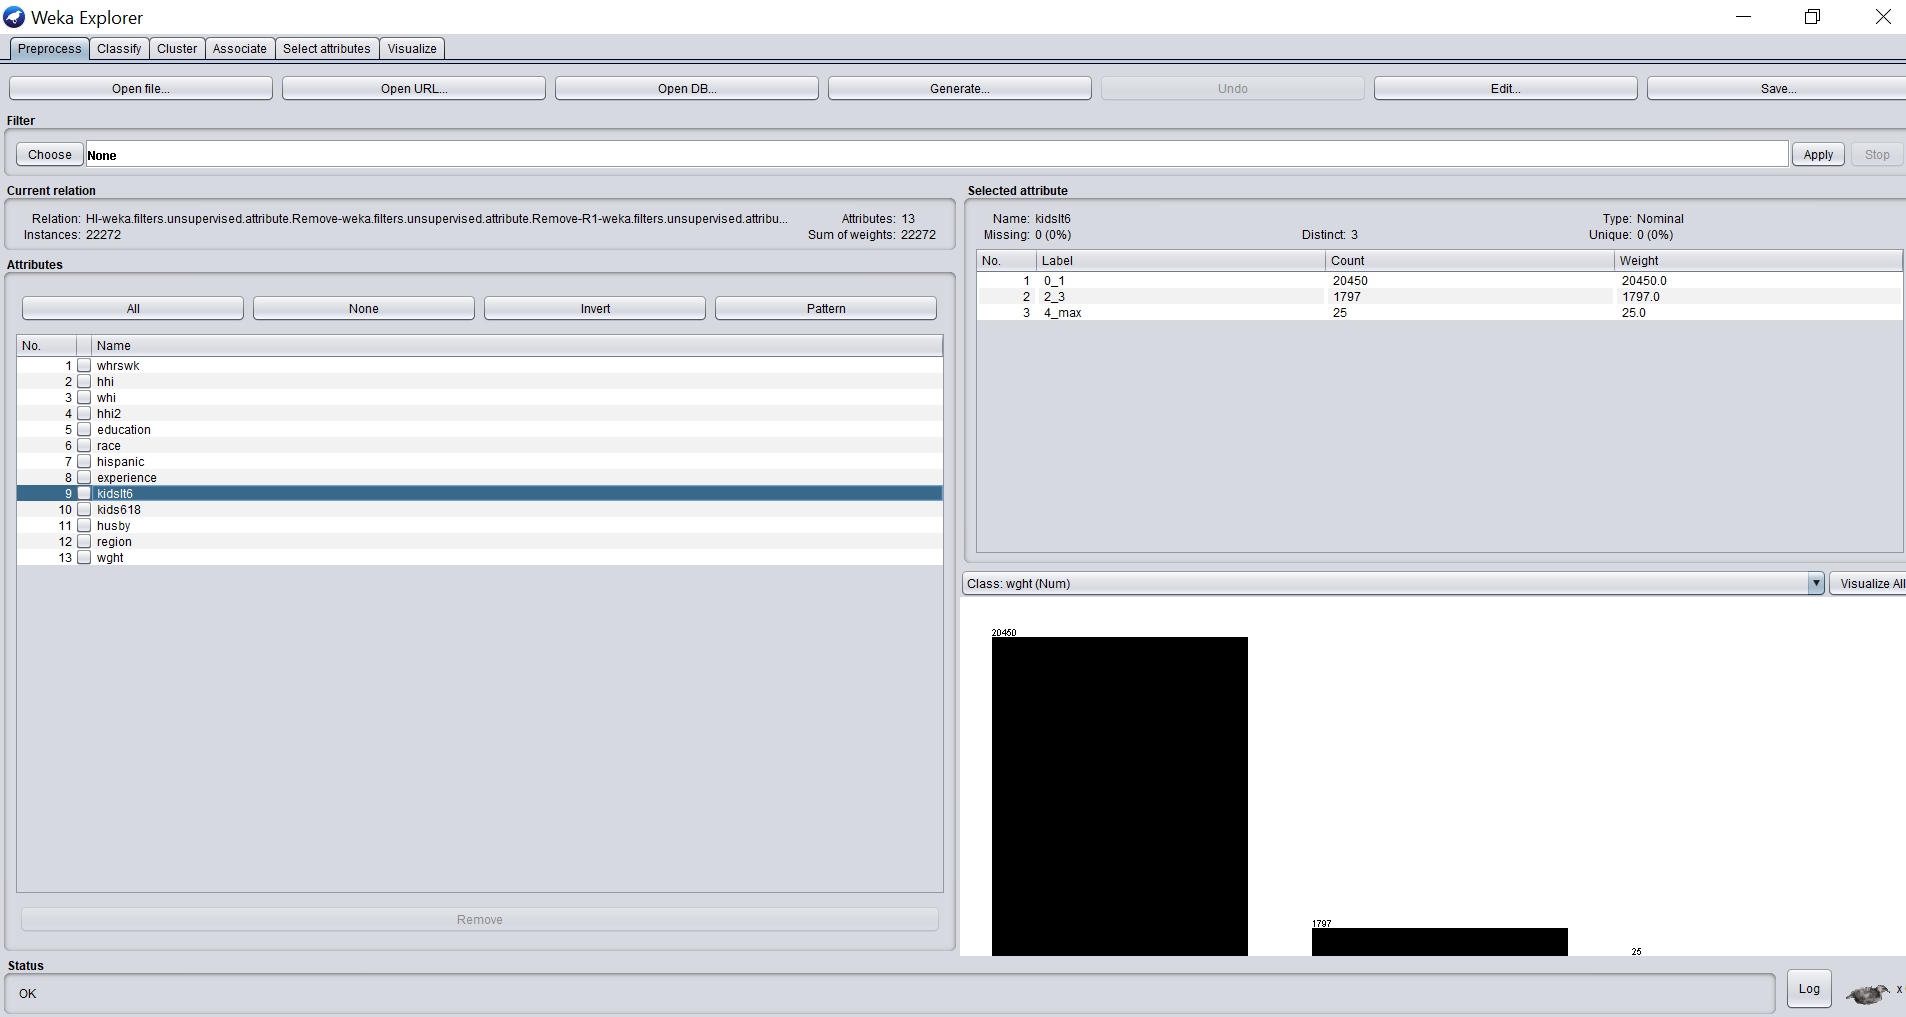 Weka Explorer
Preprocess Classify Cluster Associate Select attributes Visualize
Open file... Open URL... Open DB... Generate... Undo Edit... Save...
Filter
Choose None Apply Stop
Current relation
Relation: HI-weka.filters.unsupervised.attribute.Remove-weka.filters.unsupervised.attribute.Remove-R1-weka.filters.unsupervised.attribu... Attributes: 13
Instances: 22272 Sum of weights: 22272
Attributes
All None Invert Pattern
No. Name
1 whrswk
2 hhi
3 whi
4 hhi2
5 education
6 race
7 hispanic
8 experience
9 kidslt6
10 kids618
11 husby
12 region
13 wght
Remove
Selected attribute
Name: kidslt6 Type: Nominal
Missing: 0 (0%) Distinct: 3 Unique: 0 (0%)
No. Label Count Weight
1 0_1 20450 20450.0
2 2_3 1797 1797.0
3 4_max 25 25.0
Class: wght (Num) Visualize All
20450
1797
25
Status
OK
Log x